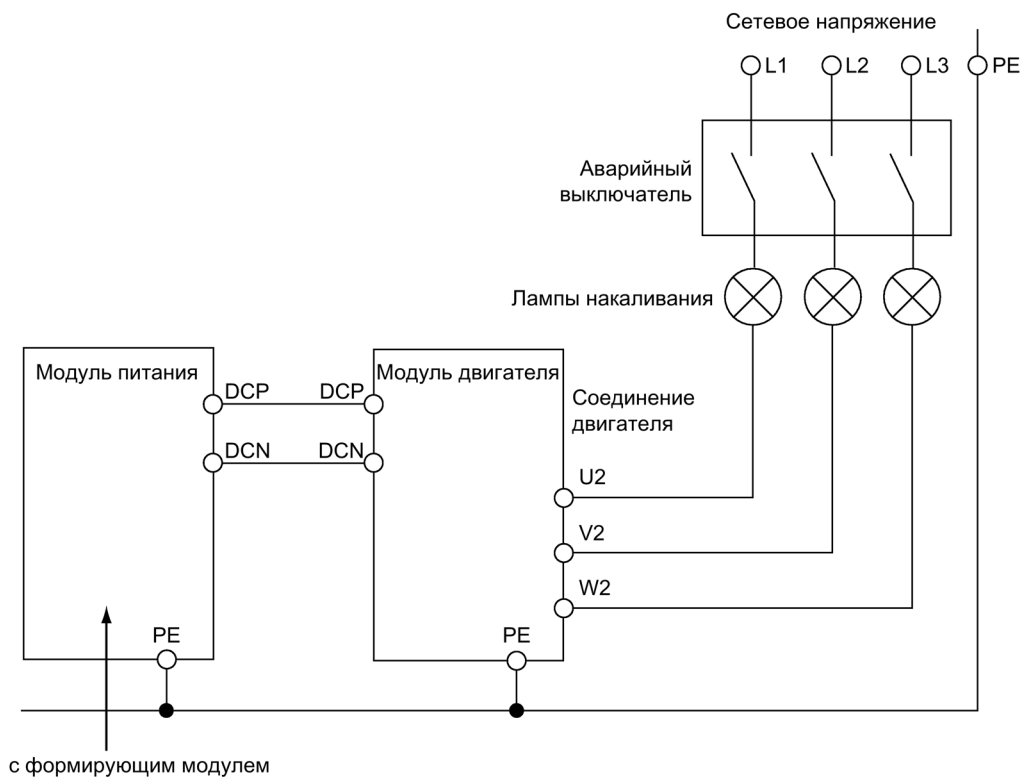 Сетевое напряжение
L1
L2
L3
PE
Аварийный
выключатель
Лампы накаливания
Модуль питания
Модуль двигателя
DCP
DCP
Соединение
двигателя
DCN
DCN
U2
V2
W2
PE
PE
с формирующим модулем